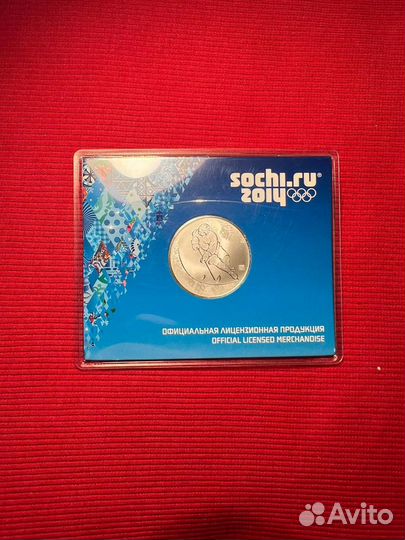 sochi.ru
2014
ОФИЦИАЛЬНАЯ ЛИЦЕНЗИОННАЯ ПРОДУКЦИЯ
OFFICIAL LICENSED MERCHANDISE
Avito